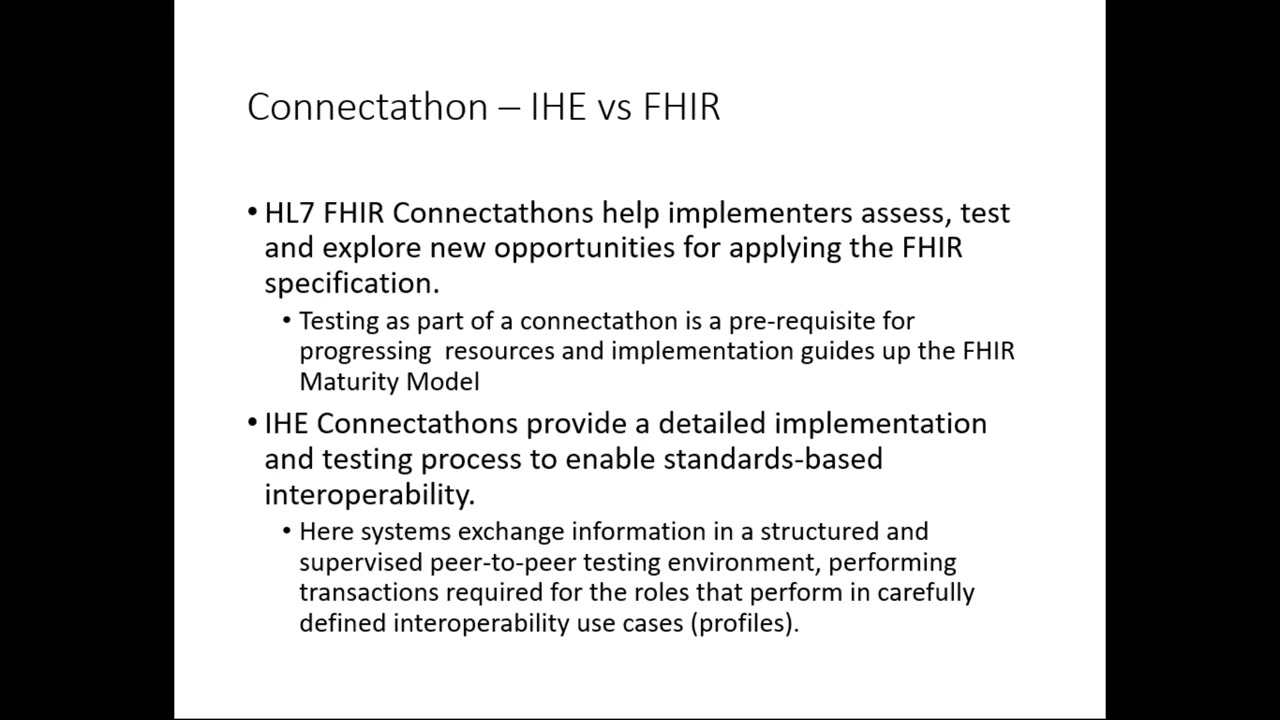 Connectathon – IHE vs FHIR
• HL7 FHIR Connectathons help implementers assess, test
and explore new opportunities for applying the FHIR
specification.
• Testing as part of a connectathon is a pre-requisite for
progressing  resources and implementation guides up the FHIR
Maturity Model
• IHE Connectathons provide a detailed implementation
and testing process to enable standards-based
interoperability.
• Here systems exchange information in a structured and
supervised peer-to-peer testing environment, performing
transactions required for the roles that perform in carefully
defined interoperability use cases (profiles).